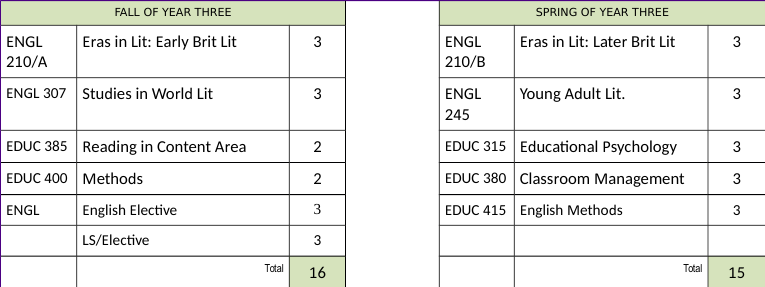 FALL OF YEAR THREE
ENGL 210/A Eras in Lit: Early Brit Lit 3
ENGL 307 Studies in World Lit 3
EDUC 385 Reading in Content Area 2
EDUC 400 Methods 2
ENGL English Elective 3
LS/Elective 3
Total 16
SPRING OF YEAR THREE
ENGL 210/B Eras in Lit: Later Brit Lit 3
ENGL 245 Young Adult Lit. 3
EDUC 315 Educational Psychology 3
EDUC 380 Classroom Management 3
EDUC 415 English Methods 3
Total 15